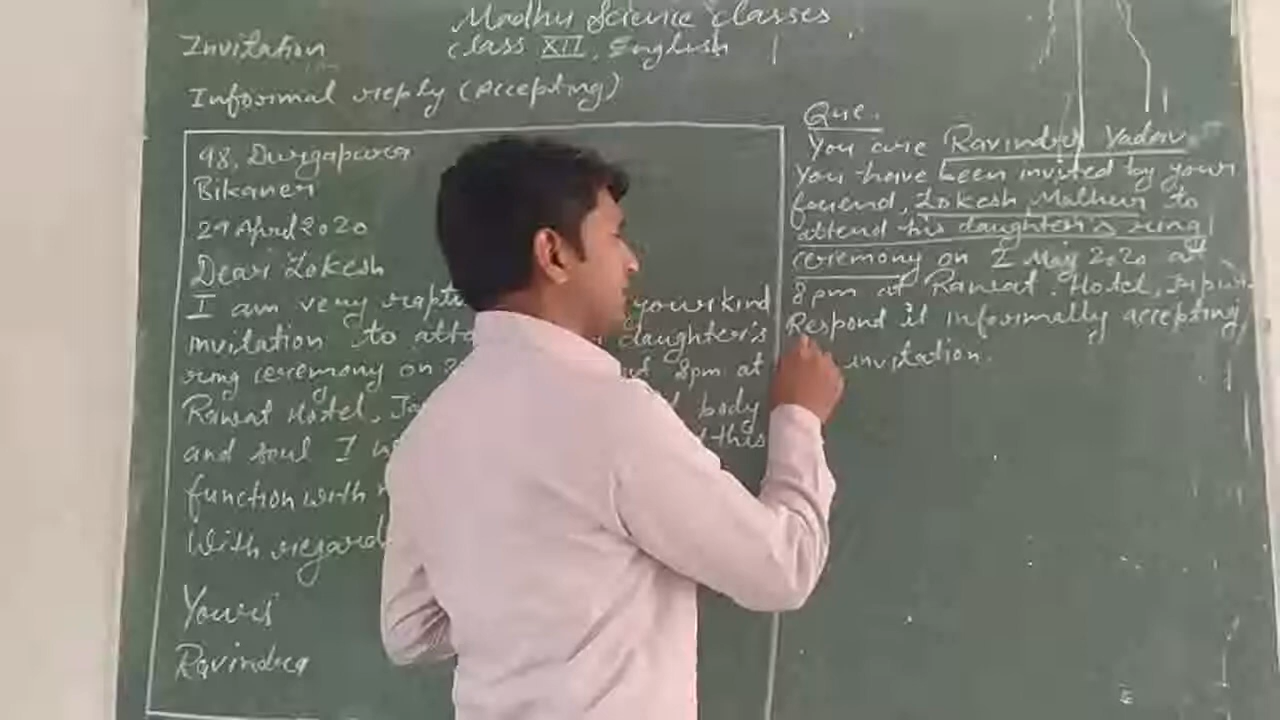 Madhu Science Classes
Class XII, English
Invitation
Informal reply (Accepting)
98, Durgapura
Bikaner
29 April 2020
Dear Lokesh
I am very your kind
invitation to daughter's
ring ceremony on 8pm at
Rawat Hotel, body
and soul I this
function with
With regard
Yours
Ravindra
Que.
You are Ravindra Yadav.
You have been invited by your
friend, Lokesh Mathur to
attend his daughter's ring
ceremony on 2 May 2020 at
8pm at Rawat Hotel, Jaipur.
Respond it informally accepting
invitation.